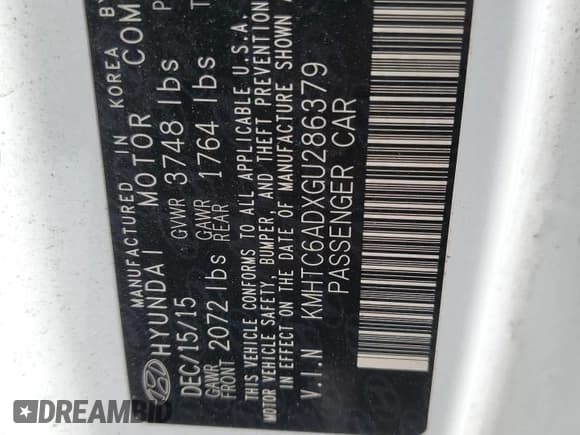 MANUFACTURED IN KOREA BY
HYUNDAI MOTOR COM
DEC/15/15 GVWR 3748 lbs P
GAWR FRONT 2072 lbs GAWR REAR 1764 lbs T
THIS VEHICLE CONFORMS TO ALL APPLICABLE U.S.A.
MOTOR VEHICLE SAFETY, BUMPER, AND THEFT PREVENTION
IN EFFECT ON THE DATE OF MANUFACTURE SHOWN
V.I.N KMHTC6ADXGU286379
PASSENGER CAR
DREAMBID